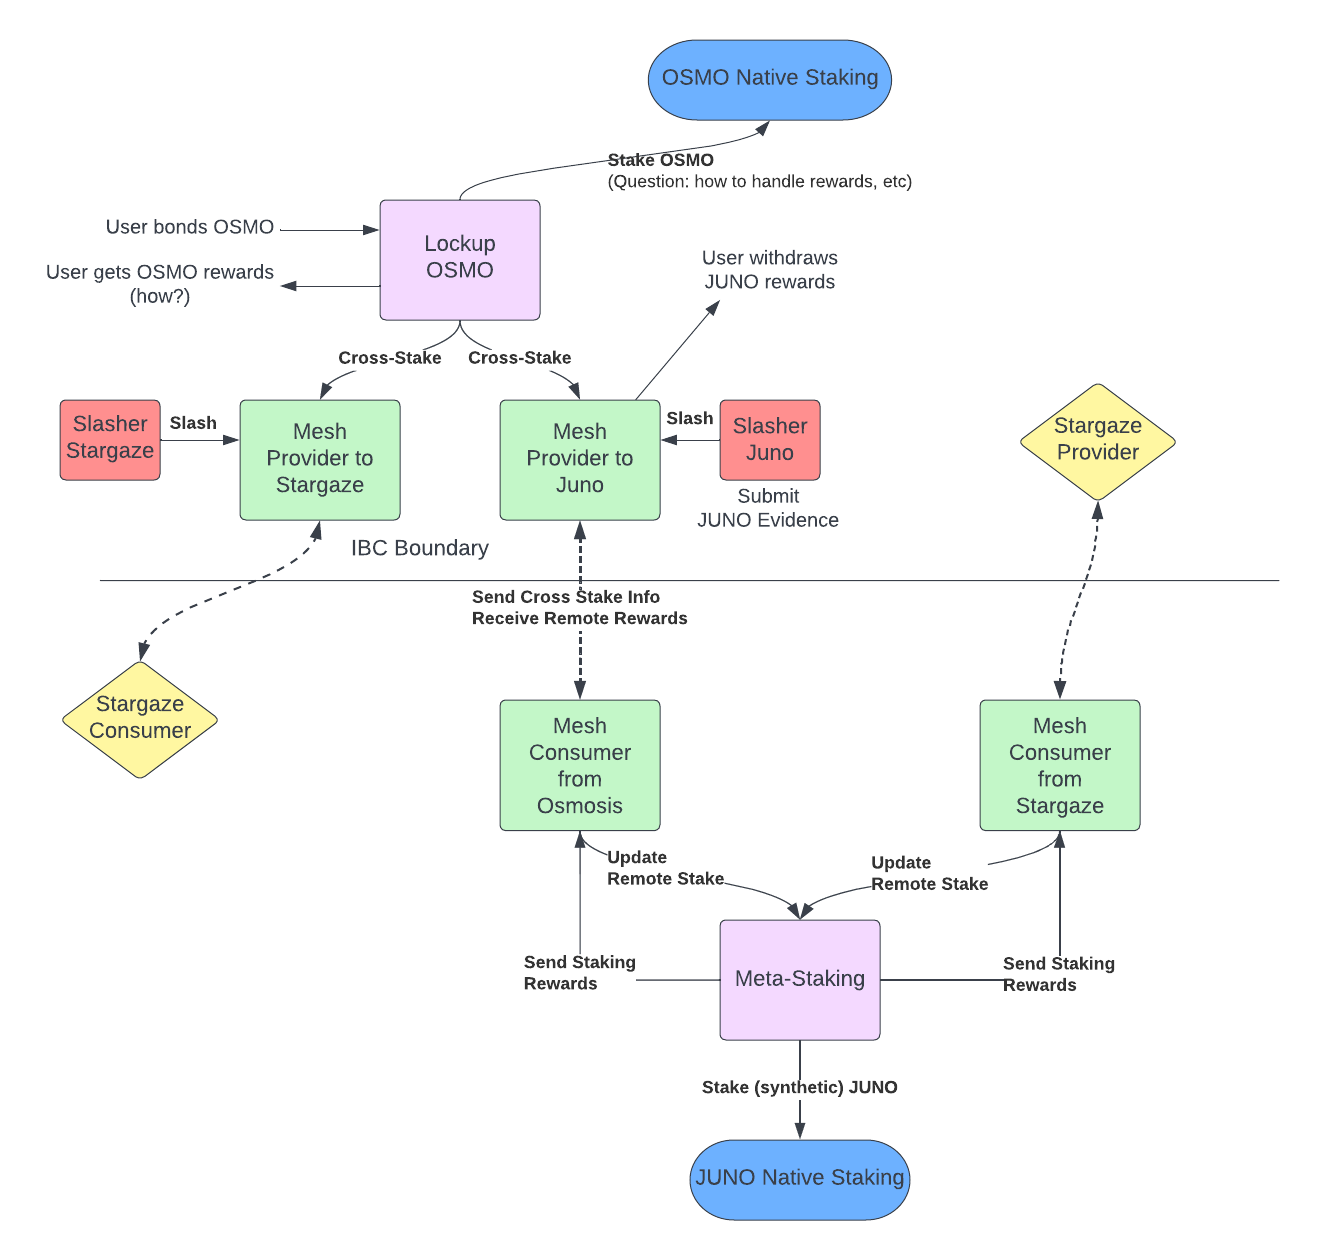 OSMO Native Staking
Stake OSMO
(Question: how to handle rewards, etc)
User bonds OSMO
Lockup
OSMO
User gets OSMO rewards
(how?)
User withdraws
JUNO rewards
Cross-Stake
Cross-Stake
Slasher
Stargaze
Slash
Mesh
Provider to
Stargaze
Mesh
Provider to
Juno
Slash
Slasher
Juno
Submit
JUNO Evidence
Stargaze
Provider
IBC Boundary
Send Cross Stake Info
Receive Remote Rewards
Stargaze
Consumer
Mesh
Consumer
from
Osmosis
Mesh
Consumer
from
Stargaze
Update
Remote Stake
Update
Remote Stake
Send Staking
Rewards
Meta-Staking
Send Staking
Rewards
Stake (synthetic) JUNO
JUNO Native Staking